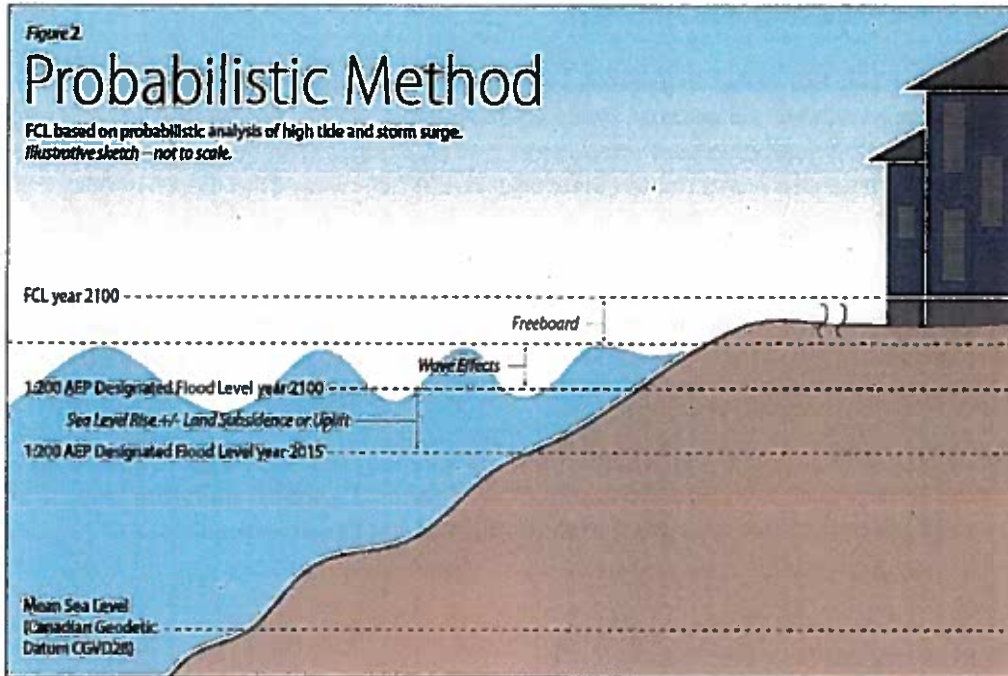 Figure 2.
Probabilistic Method
FCL based on probabilistic analysis of high tide and storm surge.
Illustrative sketch – not to scale.
FCL year 2100
Freeboard
Wave Effects
1:200 AEP Designated Flood Level year 2100
Sea Level Rise +/- Land Subsidence or Uplift
1:200 AEP Designated Flood Level year 2015
Mean Sea Level
(Canadian Geodetic
Datum CGVD28)